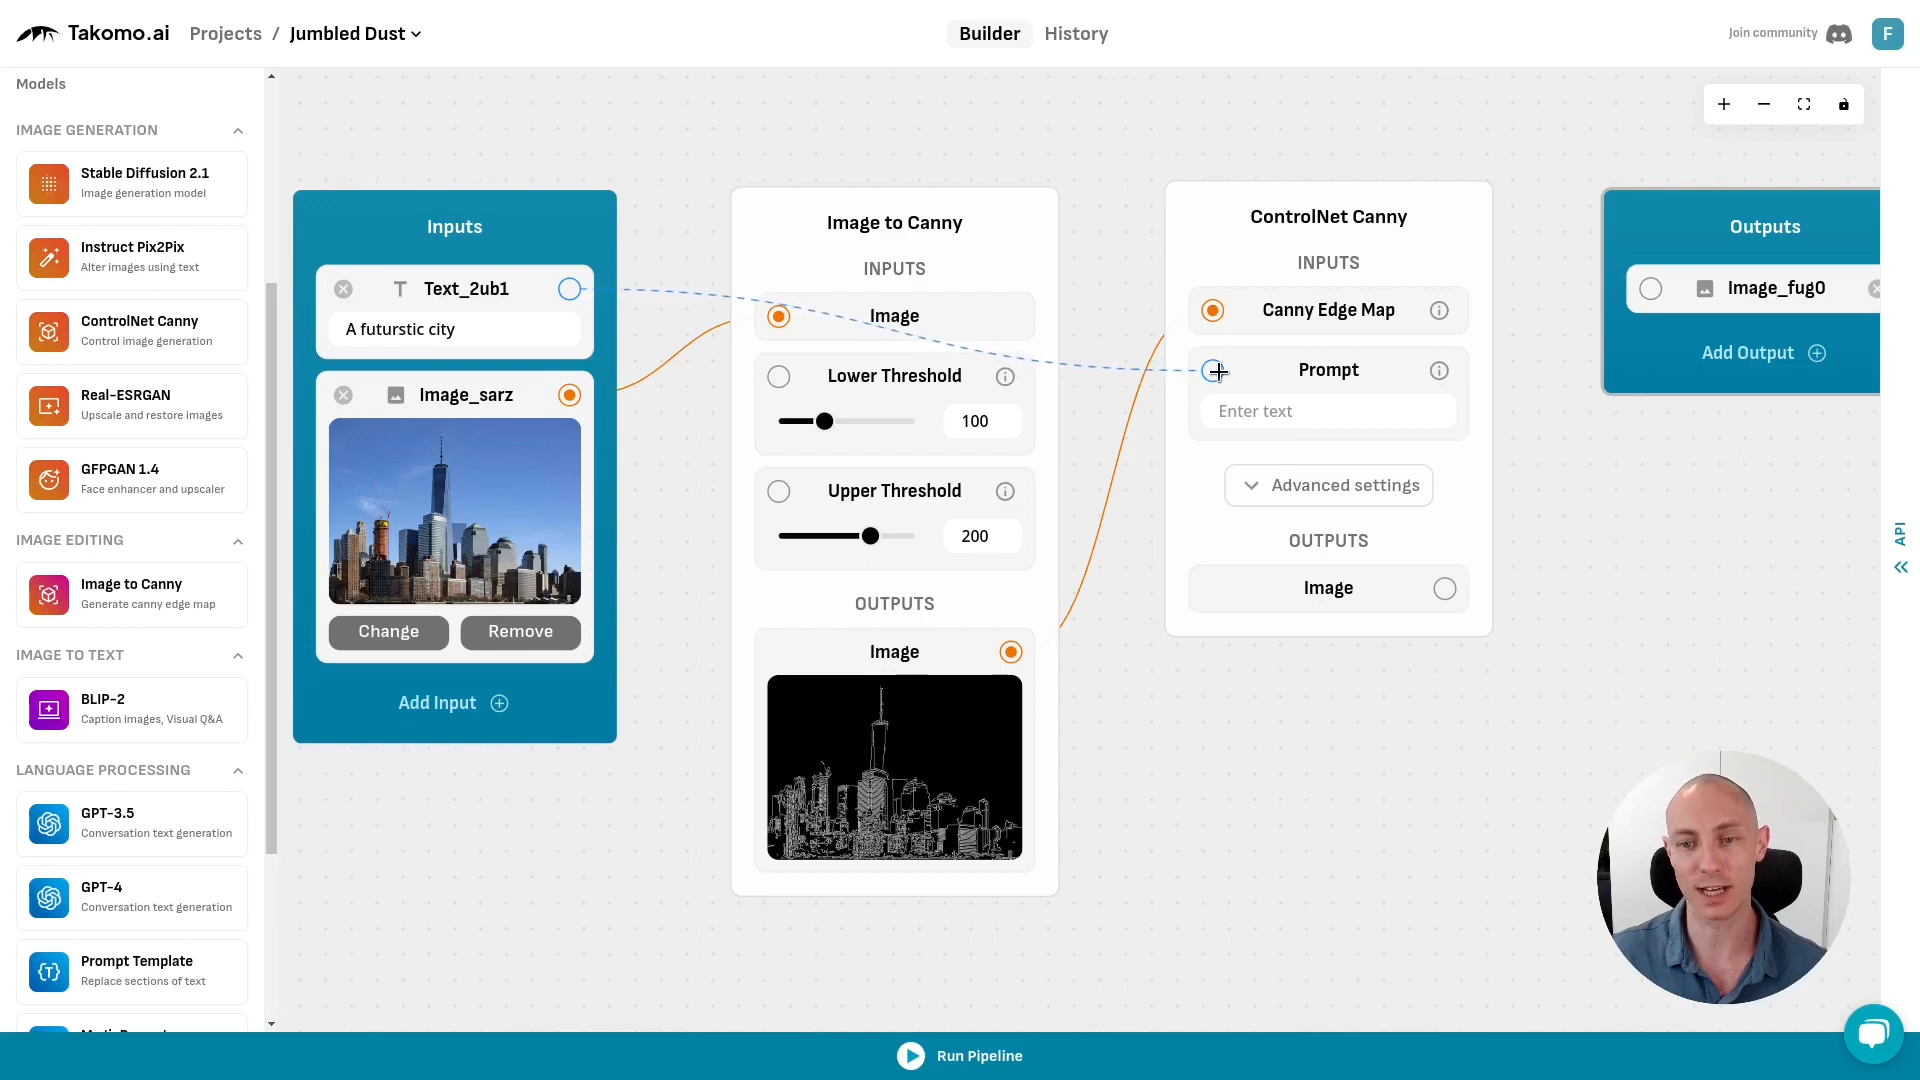 Takomo.ai
Projects / Jumbled Dust
Builder
History
Join community
F
Models
IMAGE GENERATION
Stable Diffusion 2.1
Image generation model
Instruct Pix2Pix
Alter images using text
ControlNet Canny
Control image generation
Real-ESRGAN
Upscale and restore images
GFPGAN 1.4
Face enhancer and upscaler
IMAGE EDITING
Image to Canny
Generate canny edge map
IMAGE TO TEXT
BLIP-2
Caption images, Visual Q&A
LANGUAGE PROCESSING
GPT-3.5
Conversation text generation
GPT-4
Conversation text generation
Prompt Template
Replace sections of text
Inputs
Text_2ub1
A futurstic city
Image_sarz
Change
Remove
Add Input
Image to Canny
INPUTS
Image
Lower Threshold
100
Upper Threshold
200
OUTPUTS
Image
ControlNet Canny
INPUTS
Canny Edge Map
Prompt
Enter text
Advanced settings
OUTPUTS
Image
Outputs
Image_fug0
Add Output
API
Run Pipeline